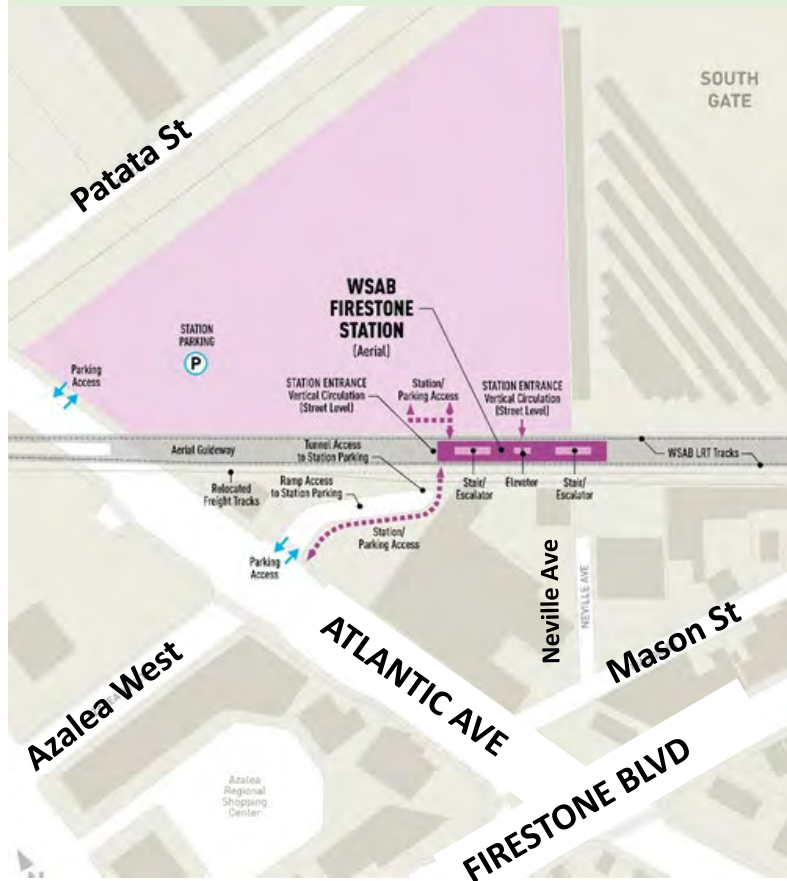 SOUTH
GATE
Patata St
WSAB
FIRESTONE
STATION
(Aerial)
STATION
PARKING
P
Parking
Access
STATION ENTRANCE
Vertical Circulation
(Street Level)
Station/
Parking Access
STATION ENTRANCE
Vertical Circulation
(Street Level)
Aerial Guideway
Tunnel Access
to Station Parking
WSAB LRT Tracks
Relocated
Freight Tracks
Ramp Access
to Station Parking
Stair/
Escalator
Elevator
Stair/
Escalator
Station/
Parking Access
Parking
Access
Neville Ave
NEVILLE AVE
Mason St
ATLANTIC AVE
Azalea West
FIRESTONE BLVD
Azalea
Regional
Shopping
Center
N